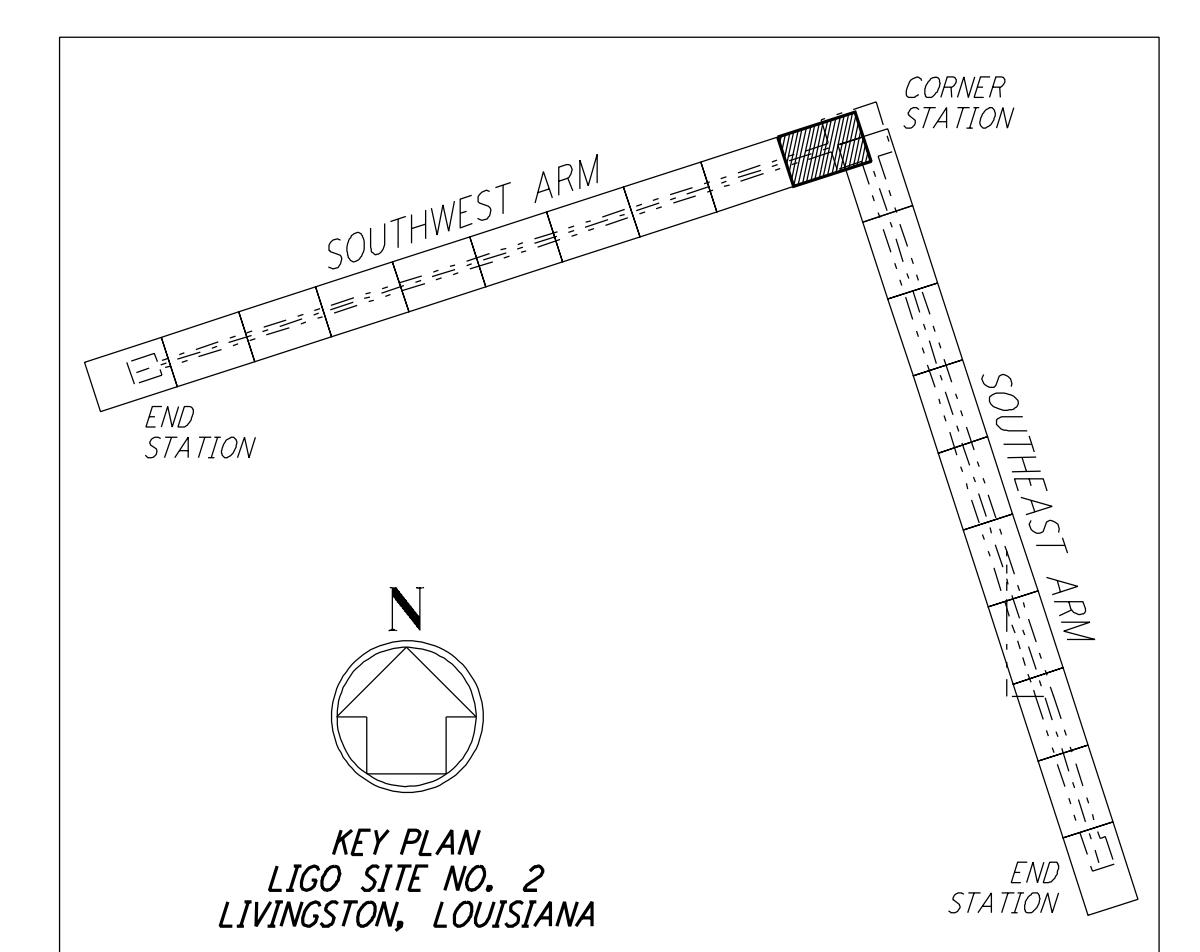 CORNER
STATION
SOUTHWEST ARM
END
STATION
SOUTHEAST ARM
N
KEY PLAN
LIGO SITE NO. 2
LIVINGSTON, LOUISIANA
END
STATION